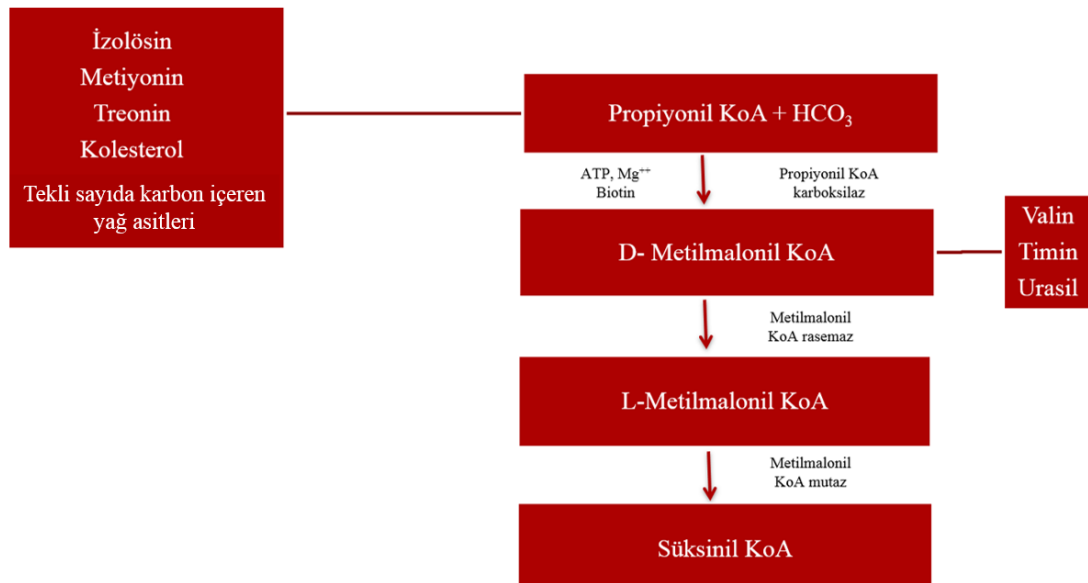 İzolösin
Metiyonin
Treonin
Kolesterol
Tekli sayıda karbon içeren
yağ asitleri
Propiyonil KoA + HCO₃
ATP, Mg⁺⁺
Biotin
Propiyonil KoA
karboksilaz
D- Metilmalonil KoA
Valin
Timin
Urasil
Metilmalonil
KoA rasemaz
L-Metilmalonil KoA
Metilmalonil
KoA mutaz
Süksinil KoA